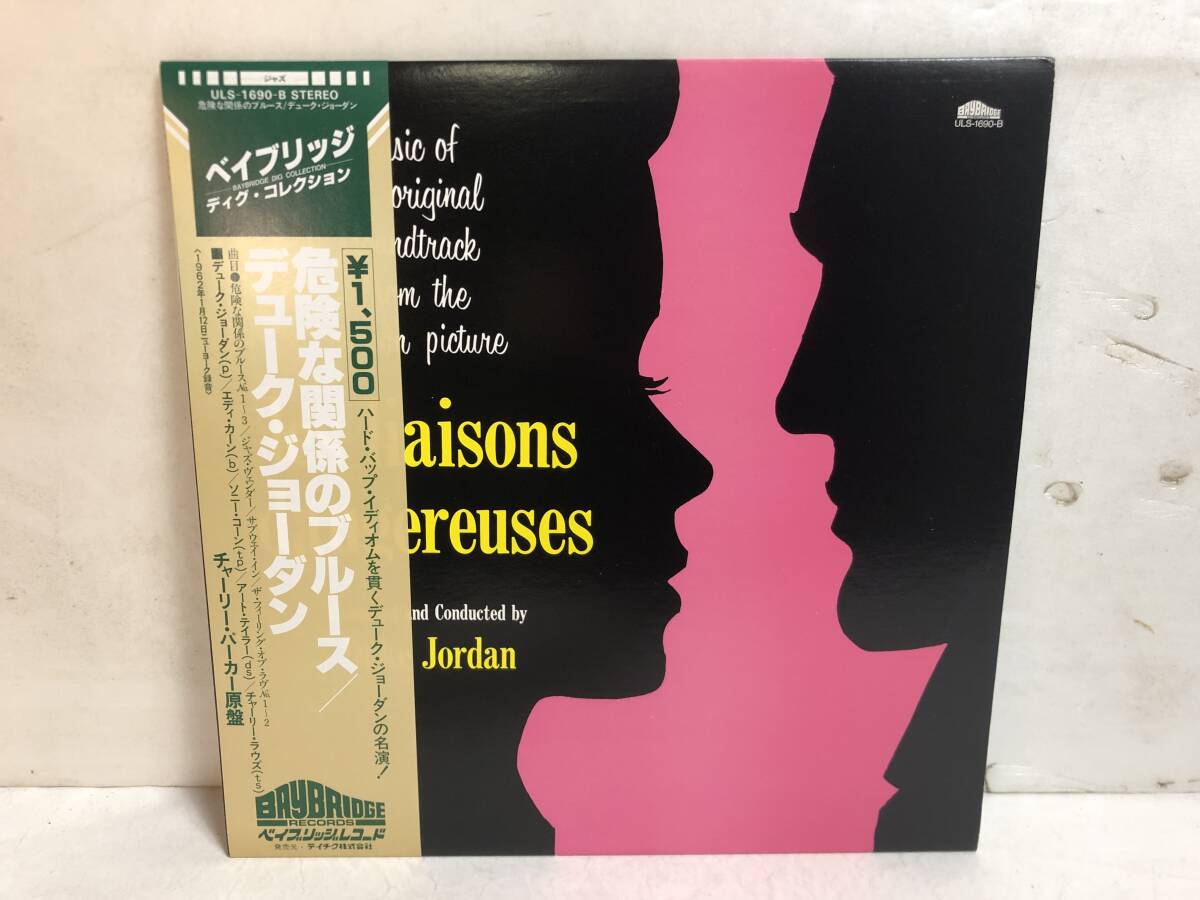 ジャズ
ULS-1690-B STEREO
危険な関係のブルース/デューク・ジョーダン
ベイブリッジ
BAYBRIDGE DIG COLLECTION
ディグ・コレクション
¥1,500
ハード・バップ・イディオムを貫くデューク・ジョーダンの名演!
危険な関係のブルース/
デューク・ジョーダン
曲目●危険な関係のブルース№1〜3/ジャズ・ヴェンダー/サブウェイ・イン/ザ・フィーリング・オブ・ラヴ№1〜2
■デューク・ジョーダン(p)/エディ・カーン(b)/ソニー・コーン(tp)/アート・テイラー(ds)/チャーリー・ラウズ(ts)
〈1962年1月12日ニューヨーク録音〉
チャーリー・パーカー原盤
BAYBRIDGE
RECORDS
ベイブリッジレコード
発売元・テイチク株式会社
sic of
original
ndtrack
m the
n picture
aisons
ereuses
and Conducted by
Jordan
BAYBRIDGE
ULS-1690-B